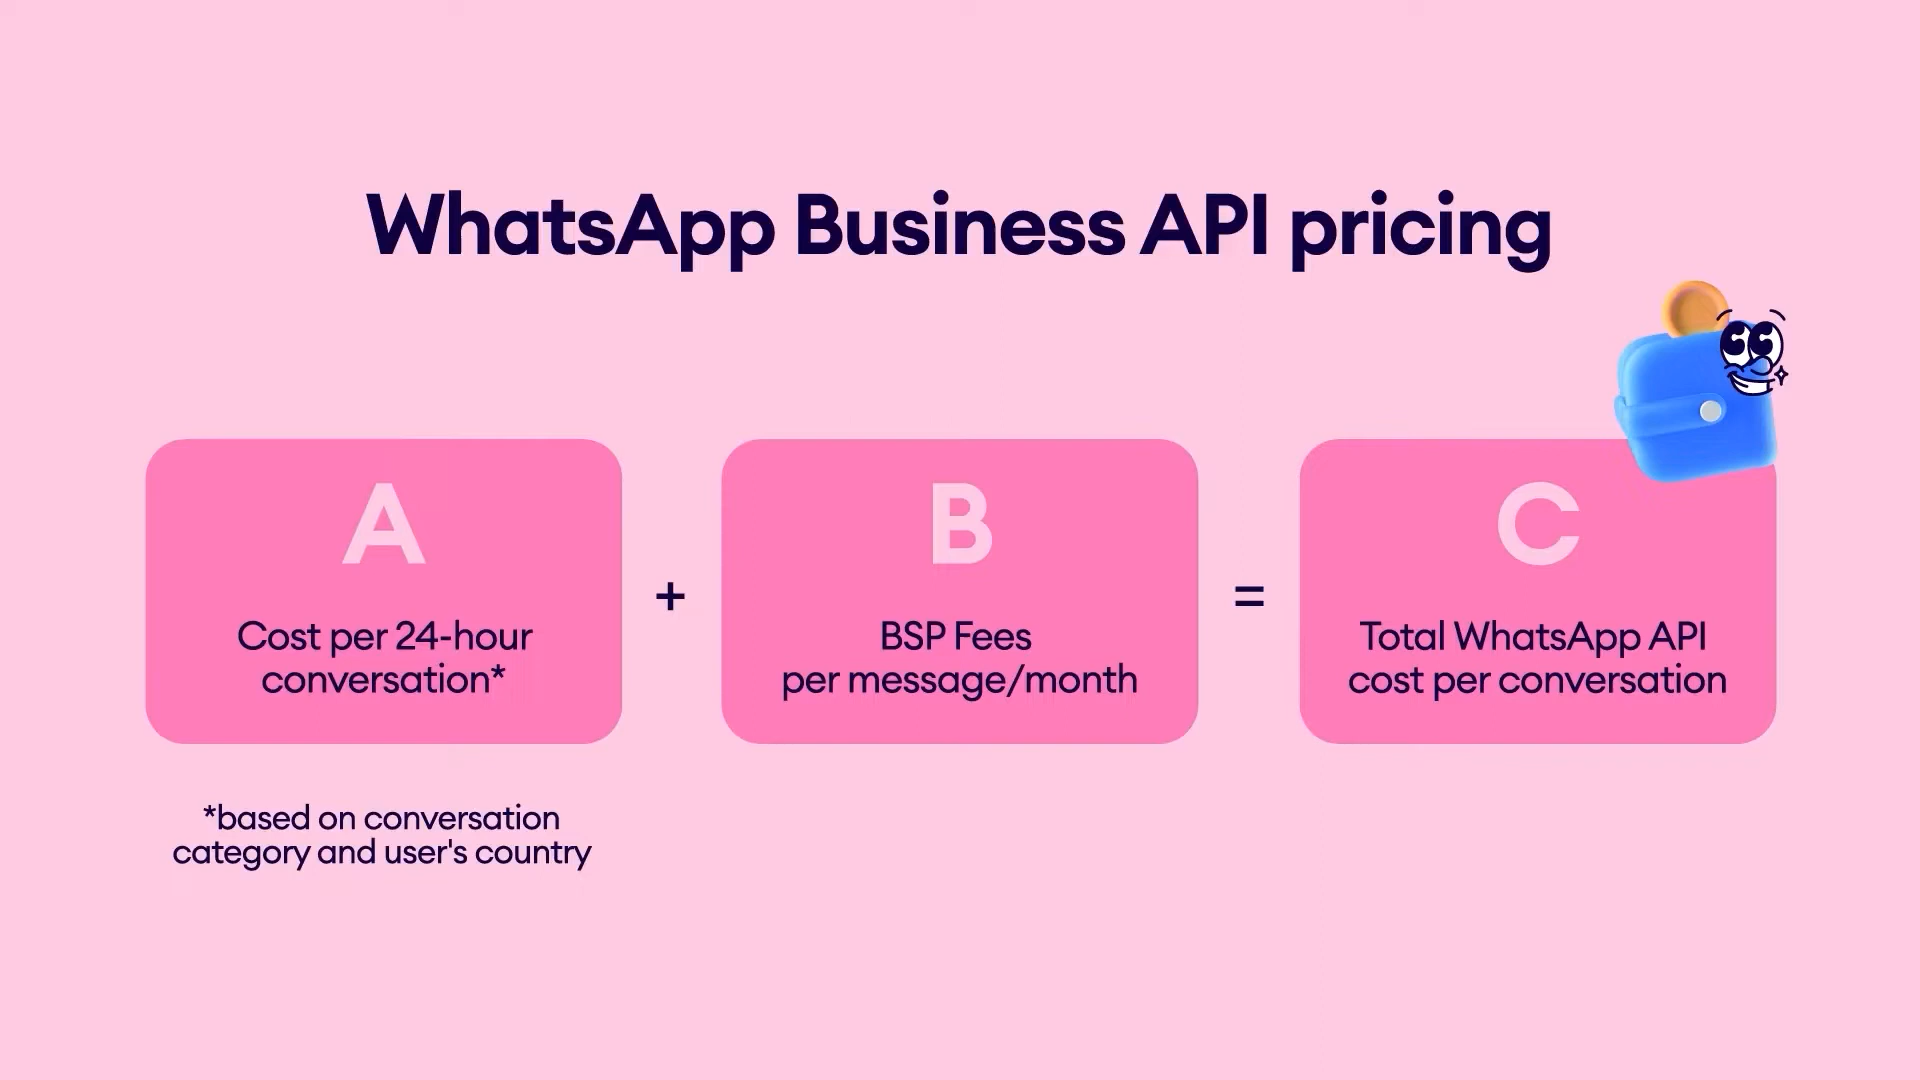 WhatsApp Business API pricing
A
Cost per 24-hour
conversation*
+
B
BSP Fees
per message/month
=
C
Total WhatsApp API
cost per conversation
*based on conversation
category and user's country